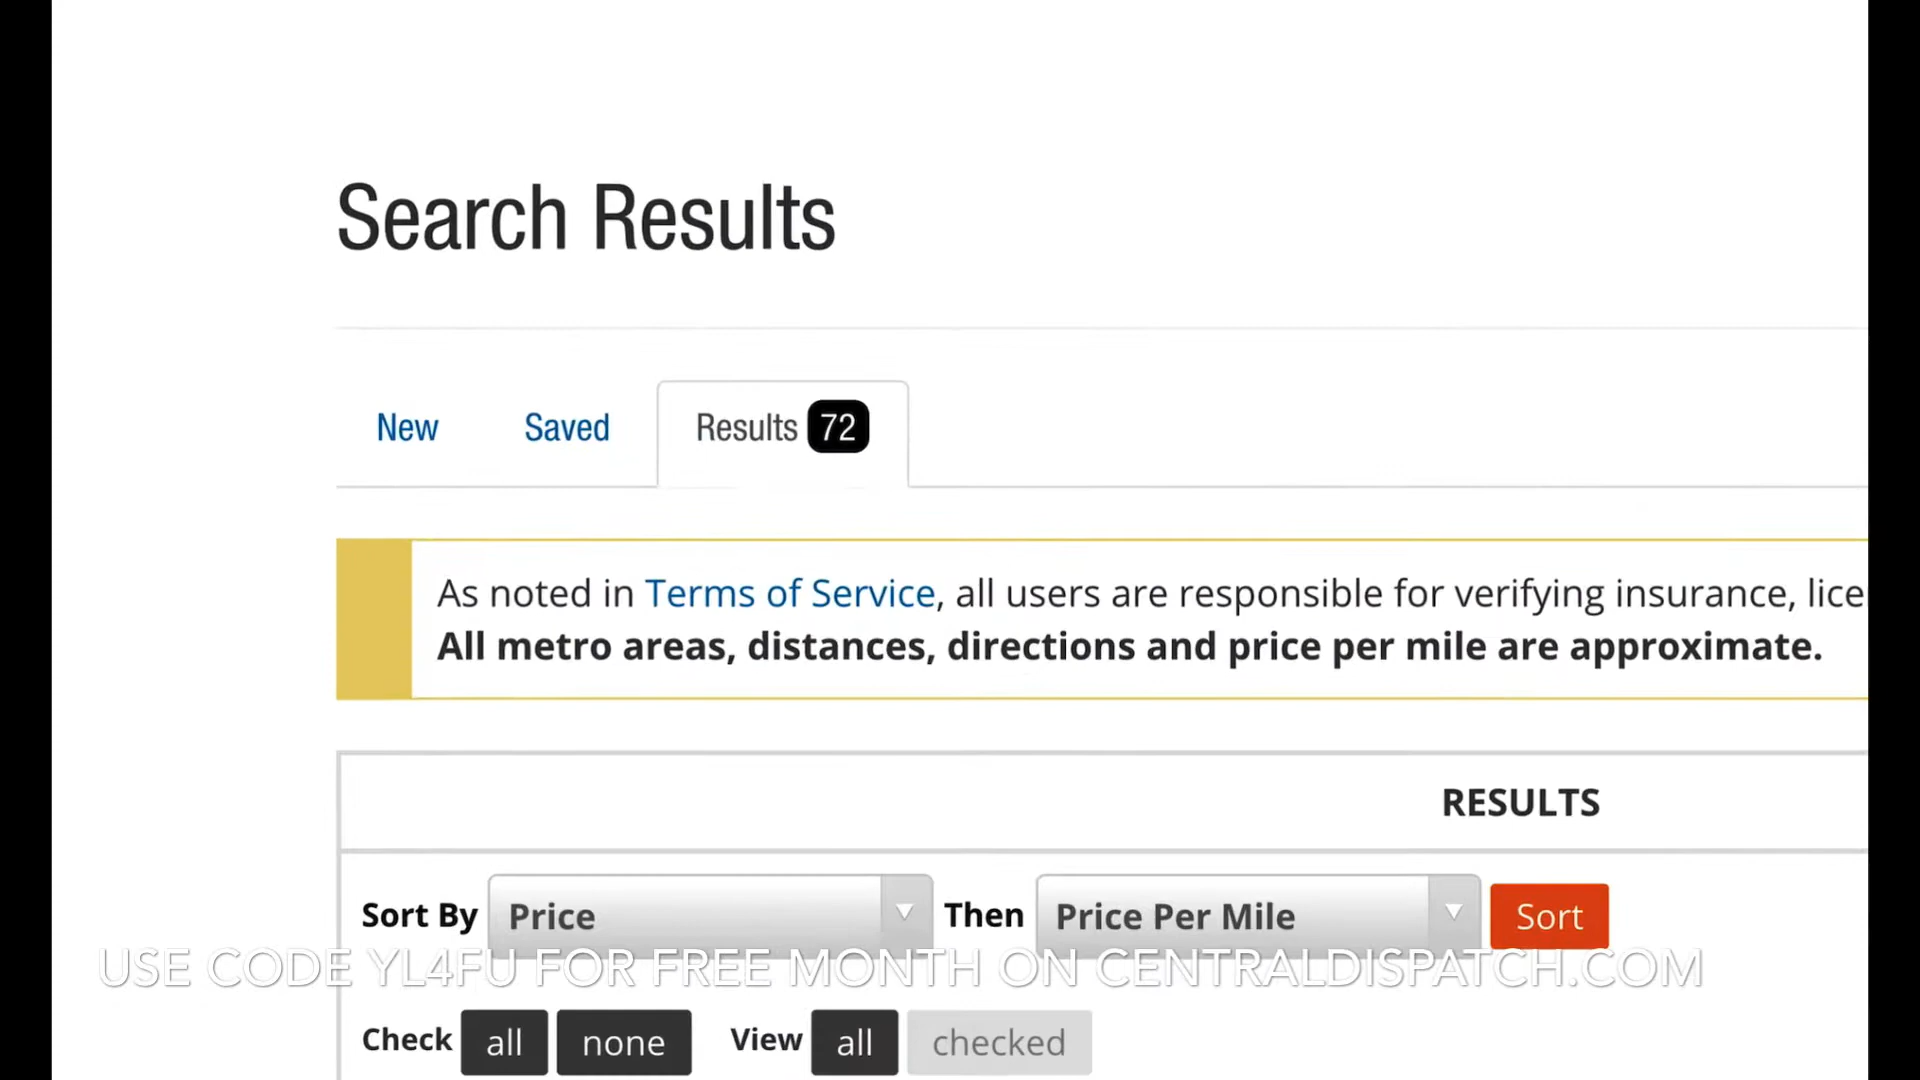 Search Results
New Saved Results 72
As noted in Terms of Service, all users are responsible for verifying insurance, lice
All metro areas, distances, directions and price per mile are approximate.
RESULTS
Sort By Price Then Price Per Mile Sort
USE CODE YL4FU FOR FREE MONTH ON CENTRALDISPATCH.COM
Check all none View all checked